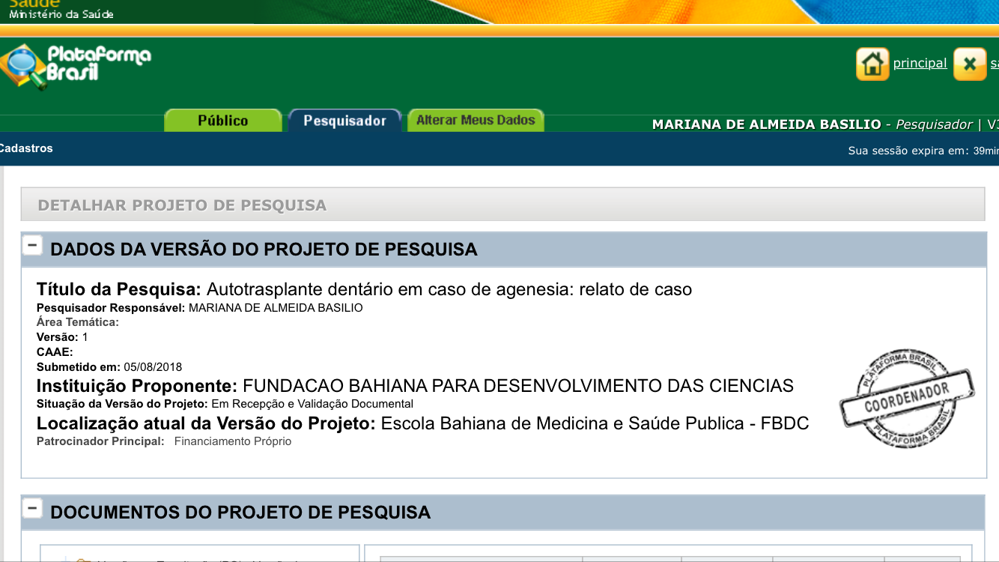 Saúde
Ministério da Saúde
Plataforma
Brasil
principal
Público
Pesquisador
Alterar Meus Dados
MARIANA DE ALMEIDA BASILIO - Pesquisador |
Cadastros
Sua sessão expira em:
DETALHAR PROJETO DE PESQUISA
DADOS DA VERSÃO DO PROJETO DE PESQUISA
Título da Pesquisa: Autotrasplante dentário em caso de agenesia: relato de caso
Pesquisador Responsável: MARIANA DE ALMEIDA BASILIO
Área Temática:
Versão: 1
CAAE:
Submetido em: 05/08/2018
Instituição Proponente: FUNDACAO BAHIANA PARA DESENVOLVIMENTO DAS CIENCIAS
Situação da Versão do Projeto: Em Recepção e Validação Documental
Localização atual da Versão do Projeto: Escola Bahiana de Medicina e Saúde Publica - FBDC
Patrocinador Principal: Financiamento Próprio
PLATAFORMA BRASIL
COORDENADOR
PLATAFORMA BRASIL
DOCUMENTOS DO PROJETO DE PESQUISA